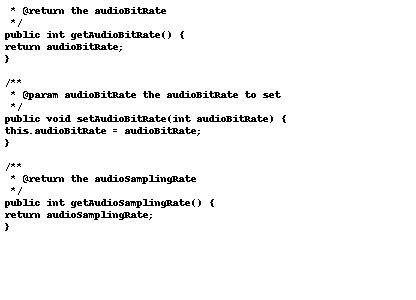 * @return the audioBitRate
*/
public int getAudioBitRate() {
return audioBitRate;
}

/**
* @param audioBitRate the audioBitRate to set
*/
public void setAudioBitRate(int audioBitRate) {
this.audioBitRate = audioBitRate;
}

/**
* @return the audioSamplingRate
*/
public int getAudioSamplingRate() {
return audioSamplingRate;
}